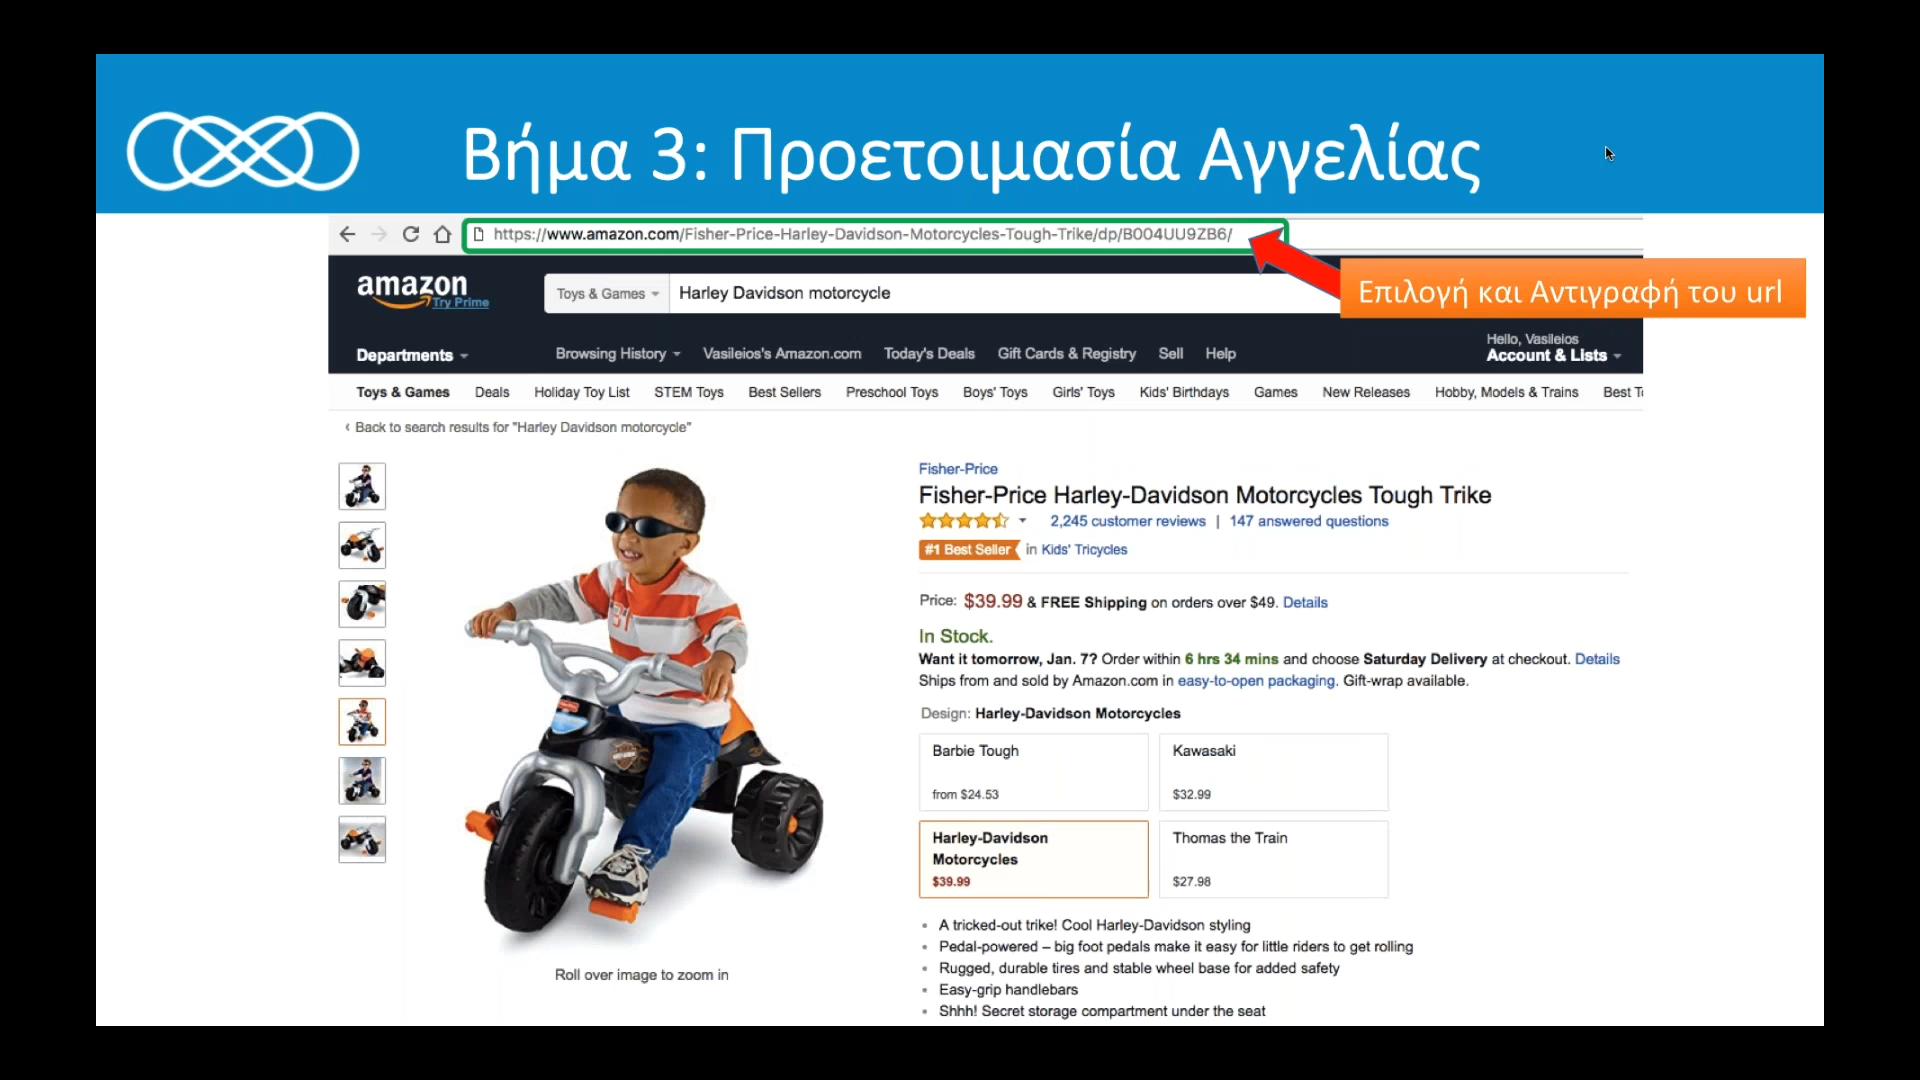 Βήμα 3: Προετοιμασία Αγγελίας
https://www.amazon.com/Fisher-Price-Harley-Davidson-Motorcycles-Tough-Trike/dp/B004UU9ZB6/
Επιλογή και Αντιγραφή του url
amazon
Try Prime
Toys & Games
Harley Davidson motorcycle
Departments
Browsing History
Vasileios's Amazon.com
Today's Deals
Gift Cards & Registry
Sell
Help
Hello, Vasileios
Account & Lists
Toys & Games
Deals
Holiday Toy List
STEM Toys
Best Sellers
Preschool Toys
Boys' Toys
Girls' Toys
Kids' Birthdays
Games
New Releases
Hobby, Models & Trains
Best T
‹ Back to search results for "Harley Davidson motorcycle"
Fisher-Price
Fisher-Price Harley-Davidson Motorcycles Tough Trike
2,245 customer reviews | 147 answered questions
#1 Best Seller in Kids' Tricycles
Price: $39.99 & FREE Shipping on orders over $49. Details
In Stock.
Want it tomorrow, Jan. 7? Order within 6 hrs 34 mins and choose Saturday Delivery at checkout. Details
Ships from and sold by Amazon.com in easy-to-open packaging. Gift-wrap available.
Design: Harley-Davidson Motorcycles
Barbie Tough
from $24.53
Kawasaki
$32.99
Harley-Davidson
Motorcycles
$39.99
Thomas the Train
$27.98
• A tricked-out trike! Cool Harley-Davidson styling
• Pedal-powered – big foot pedals make it easy for little riders to get rolling
• Rugged, durable tires and stable wheel base for added safety
• Easy-grip handlebars
• Shhh! Secret storage compartment under the seat
Roll over image to zoom in